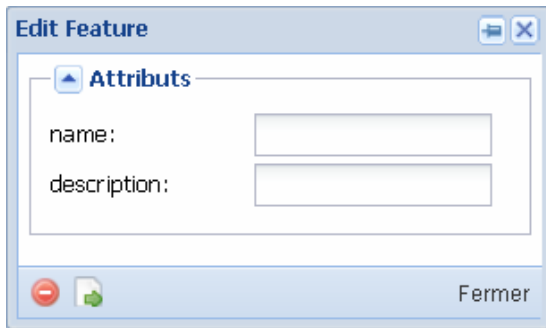 Edit Feature
Attributs
name:
description:
Fermer